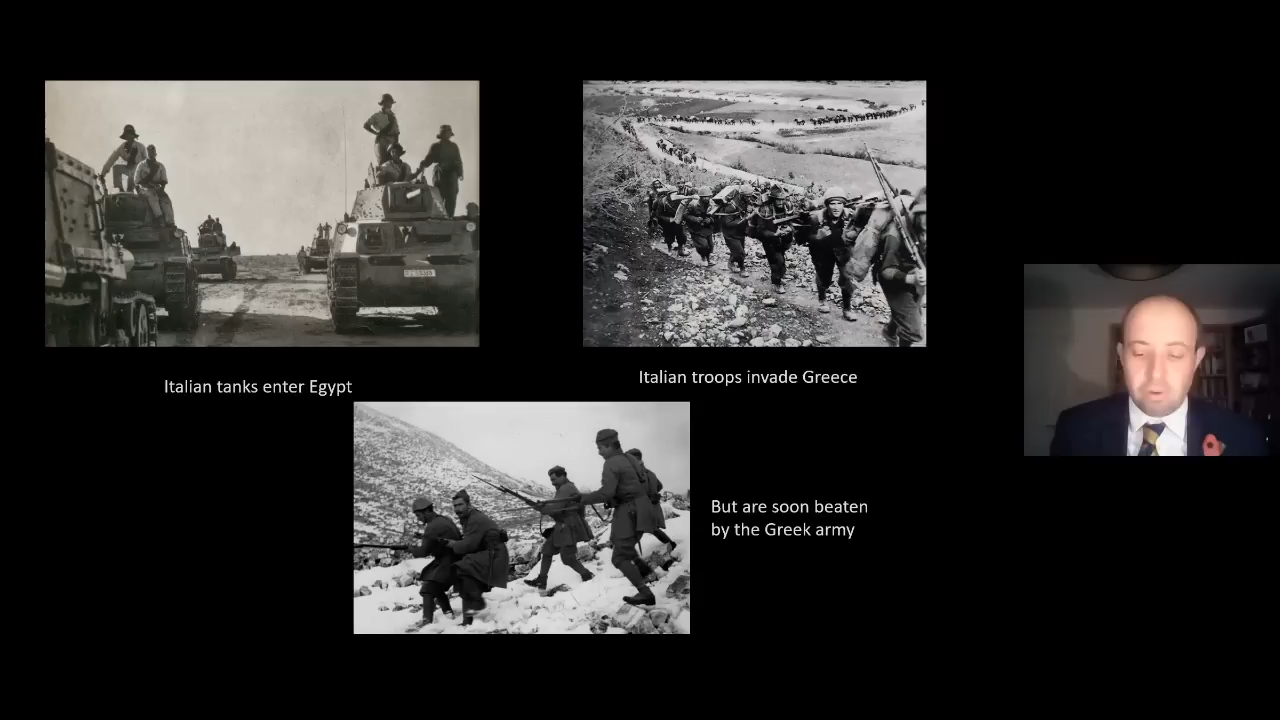 Italian tanks enter Egypt
Italian troops invade Greece
But are soon beaten
by the Greek army